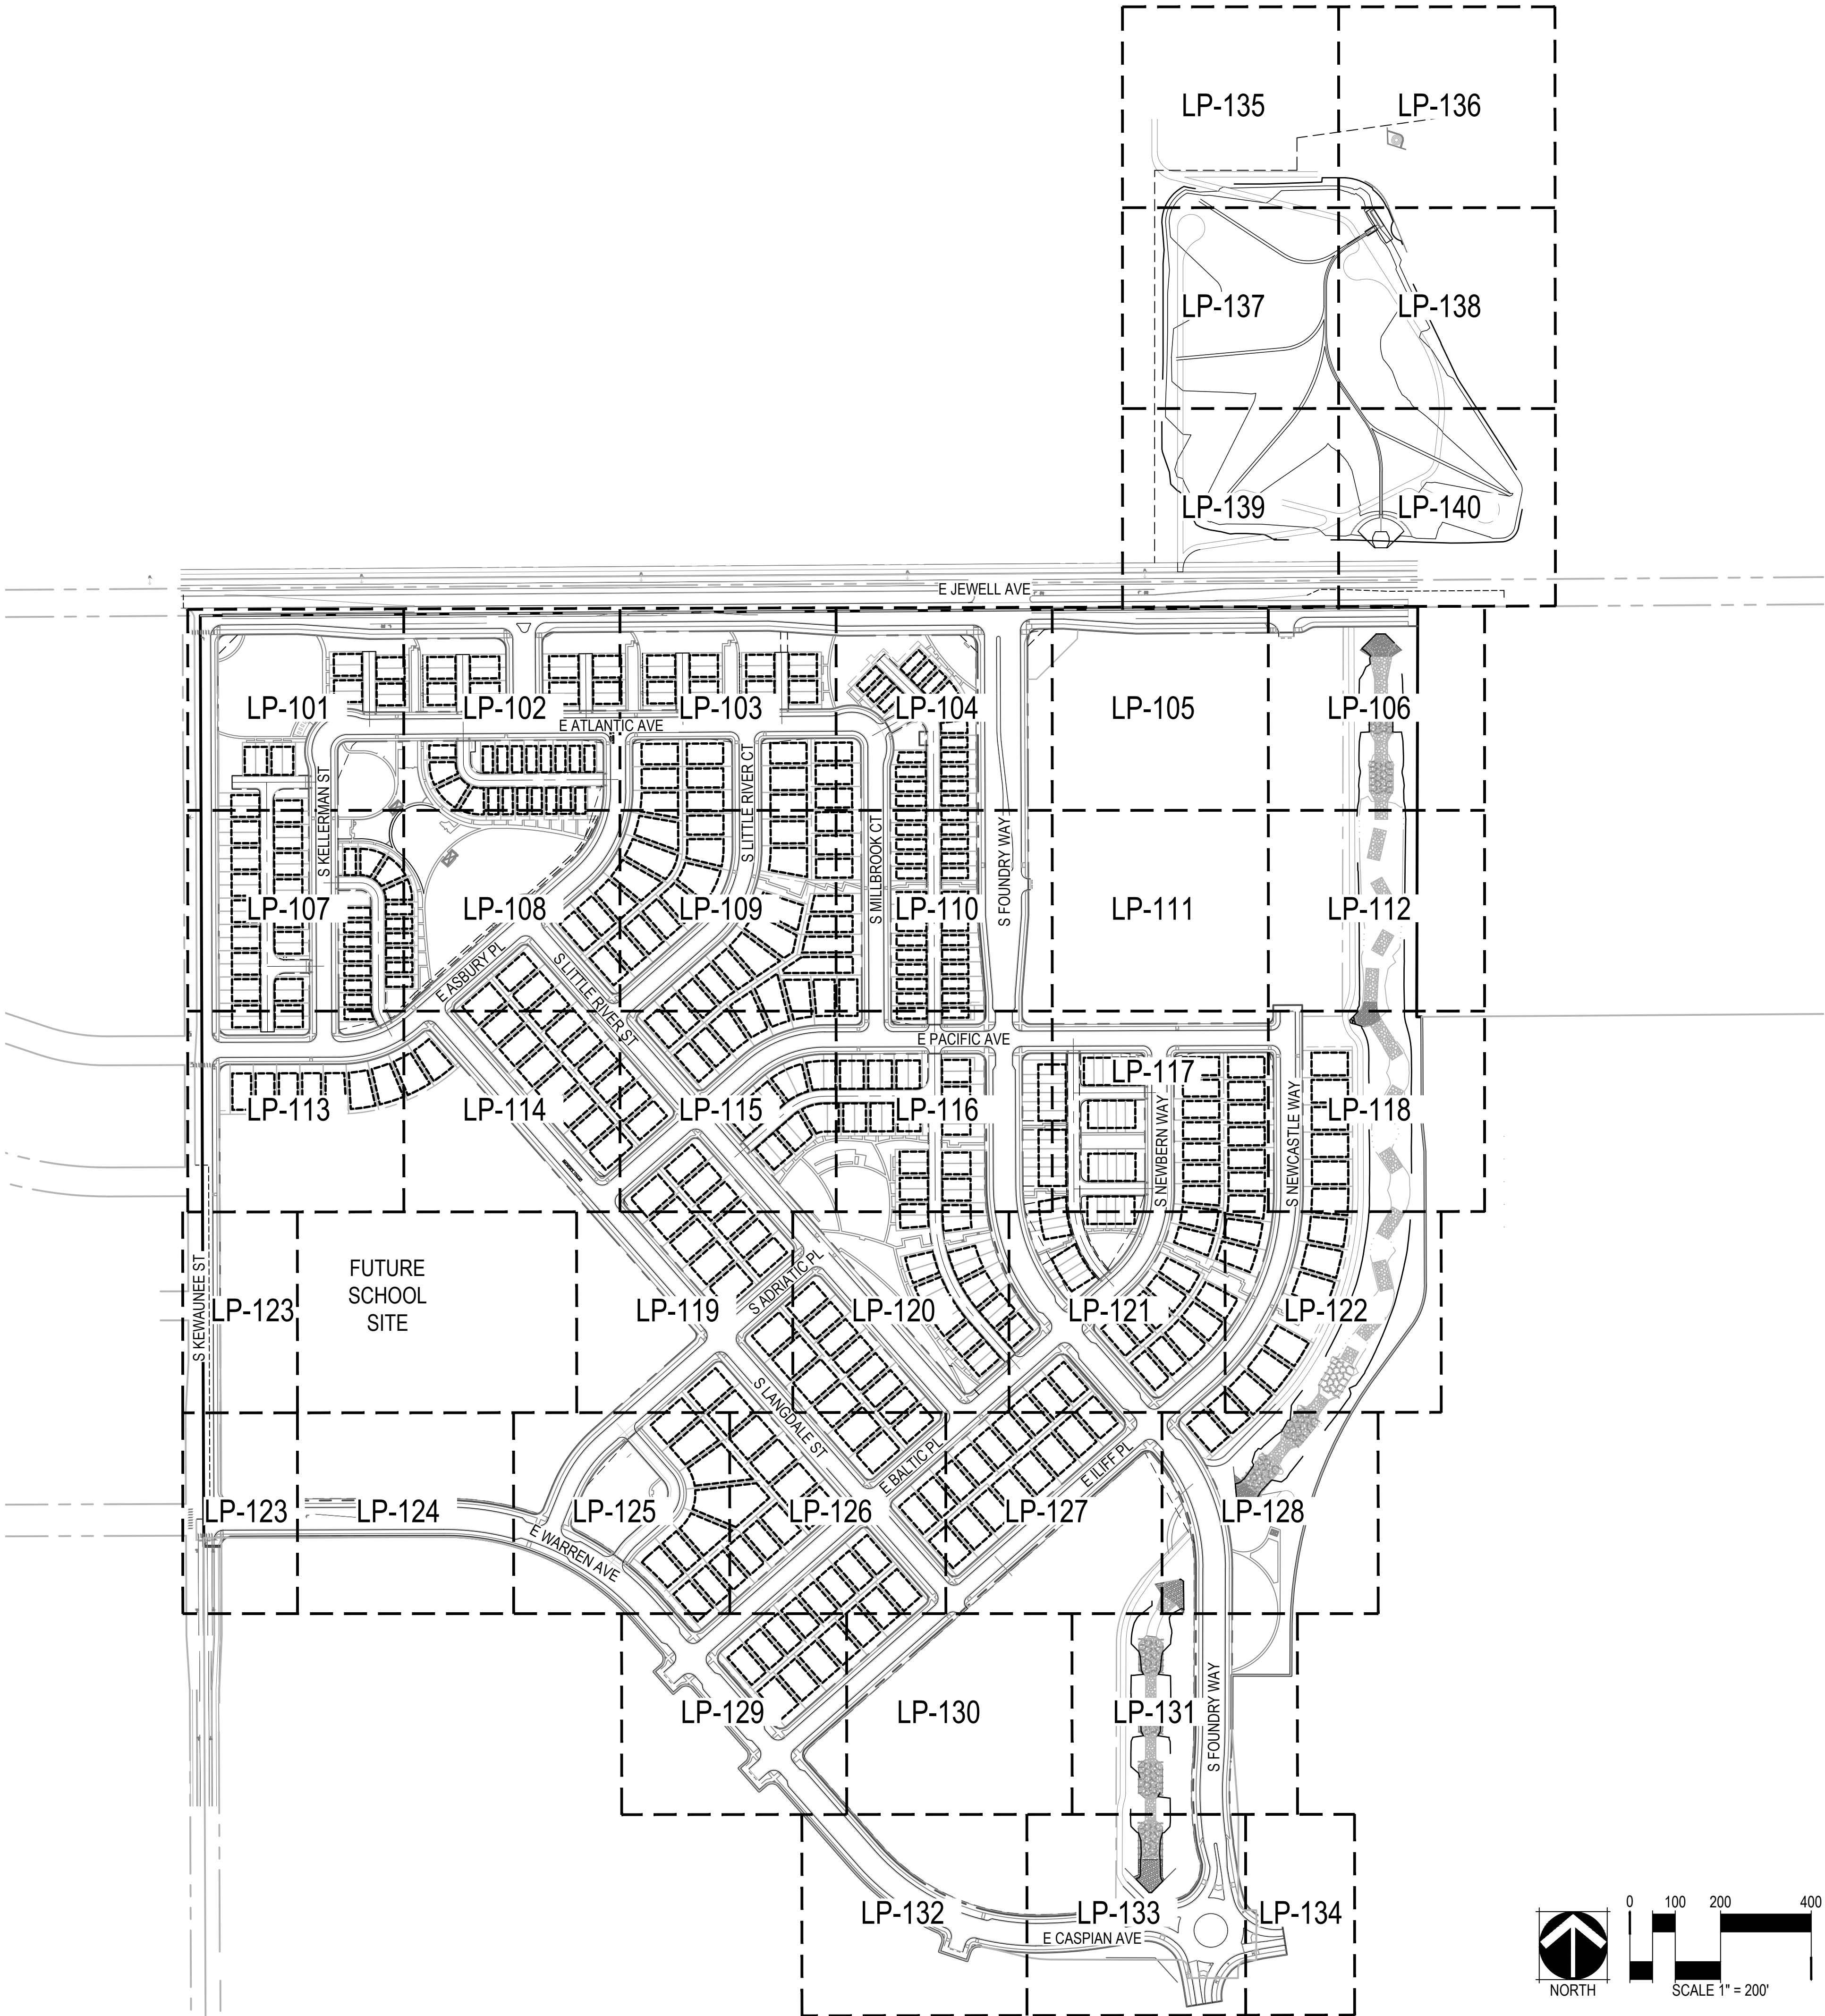 LP-135
LP-136
LP-137
LP-138
LP-139
LP-140
E JEWELL AVE
LP-101
LP-102
LP-103
LP-104
LP-105
LP-106
E ATLANTIC AVE
S KELLERMAN ST
S LITTLE RIVER CT
S MILLBROOK CT
S FOUNDRY WAY
LP-107
LP-108
LP-109
LP-110
LP-111
LP-112
E ASBURY PL
S LITTLE RIVER ST
E PACIFIC AVE
LP-113
LP-114
LP-115
LP-116
LP-117
LP-118
S NEWBERN WAY
S NEWCASTLE WAY
S KEWAUNEE ST
LP-123
FUTURE
SCHOOL
SITE
LP-119
S ADRIATIC PL
LP-120
LP-121
LP-122
S LANGDALE ST
E BALTIC PL
E ILIFF PL
LP-123
LP-124
LP-125
LP-126
LP-127
LP-128
E WARREN AVE
LP-129
LP-130
LP-131
S FOUNDRY WAY
LP-132
LP-133
LP-134
E CASPIAN AVE
0 100 200 400
NORTH
SCALE 1" = 200'